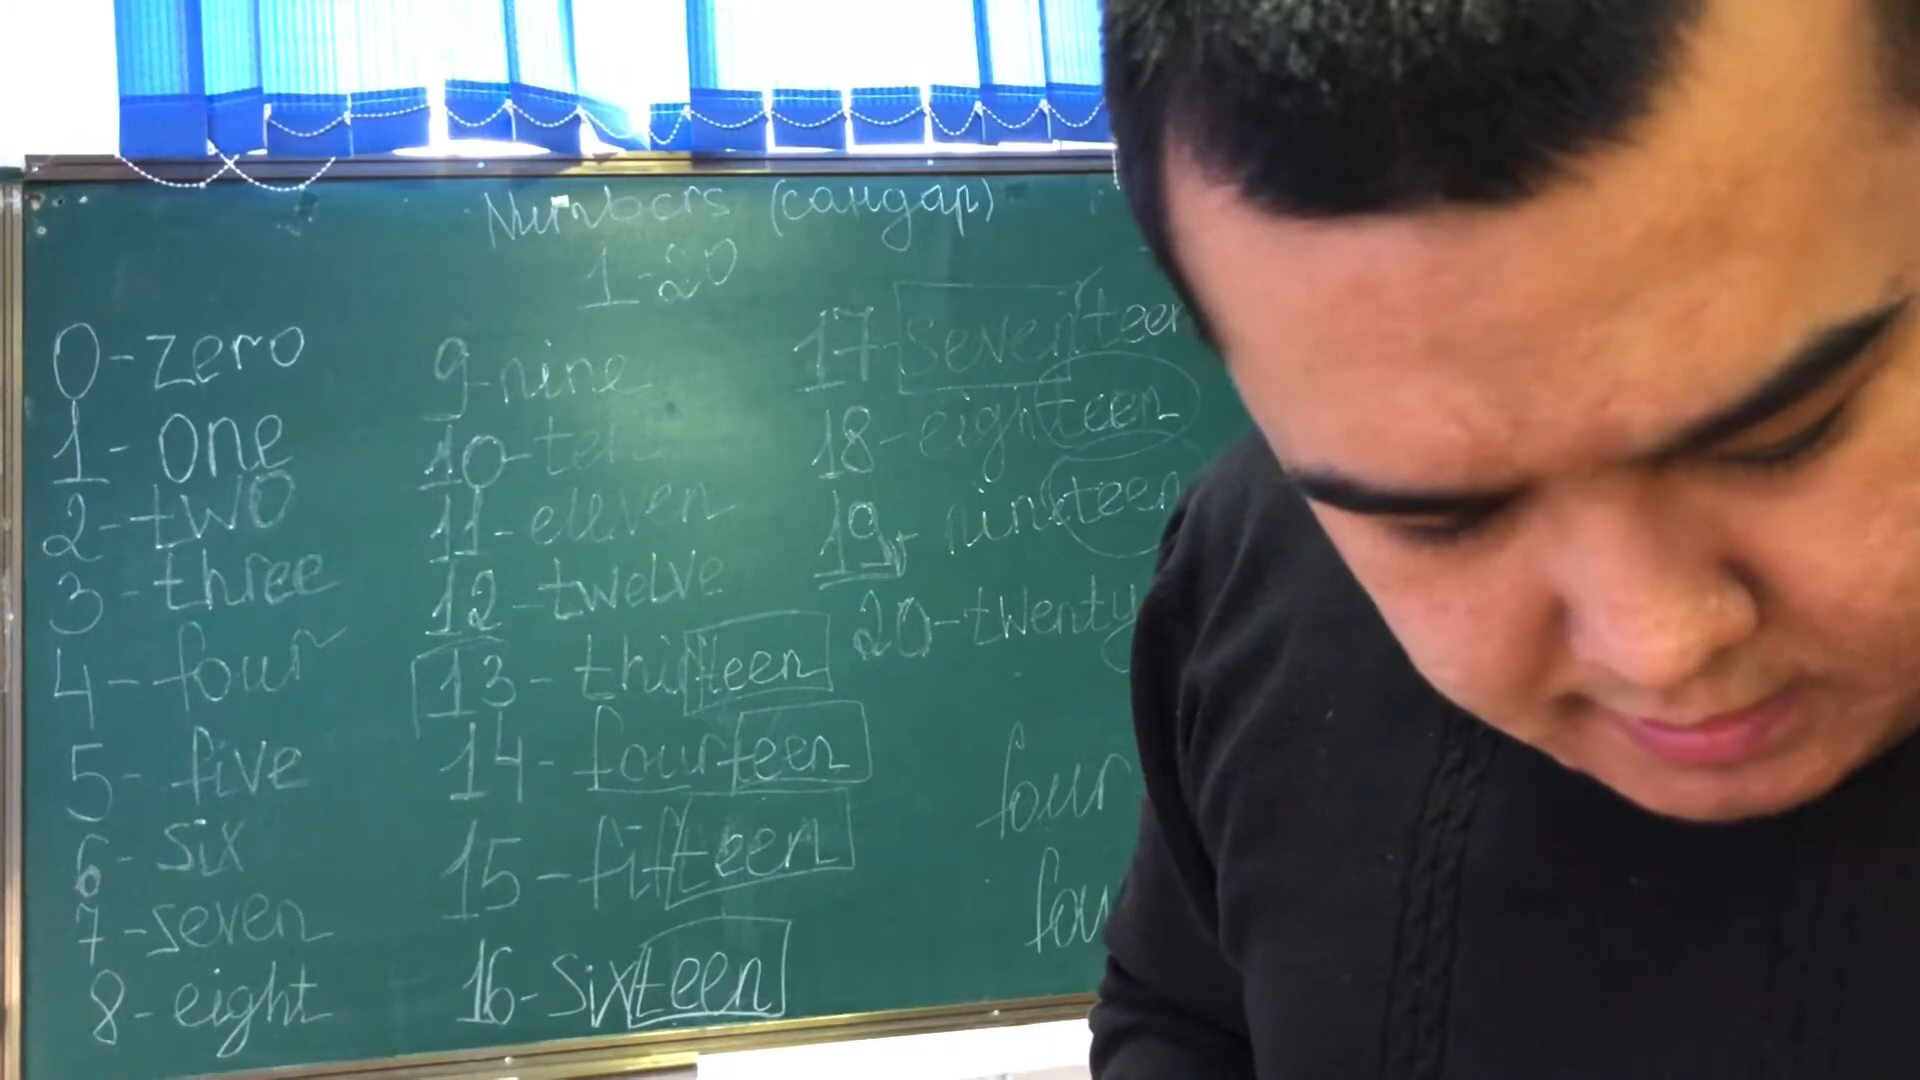 Numbers (сандар)
1-20
0-zero
1- one
2-two
3-three
4-four
5- five
6- six
7-seven
8-eight
9-nine
10-ten
11-eleven
12-twelve
13- thirteen
14- fourteen
15-fifteen
16-sixteen
17-Seventeen
18-eighteen
19- nineteen
20-twenty
four
fou